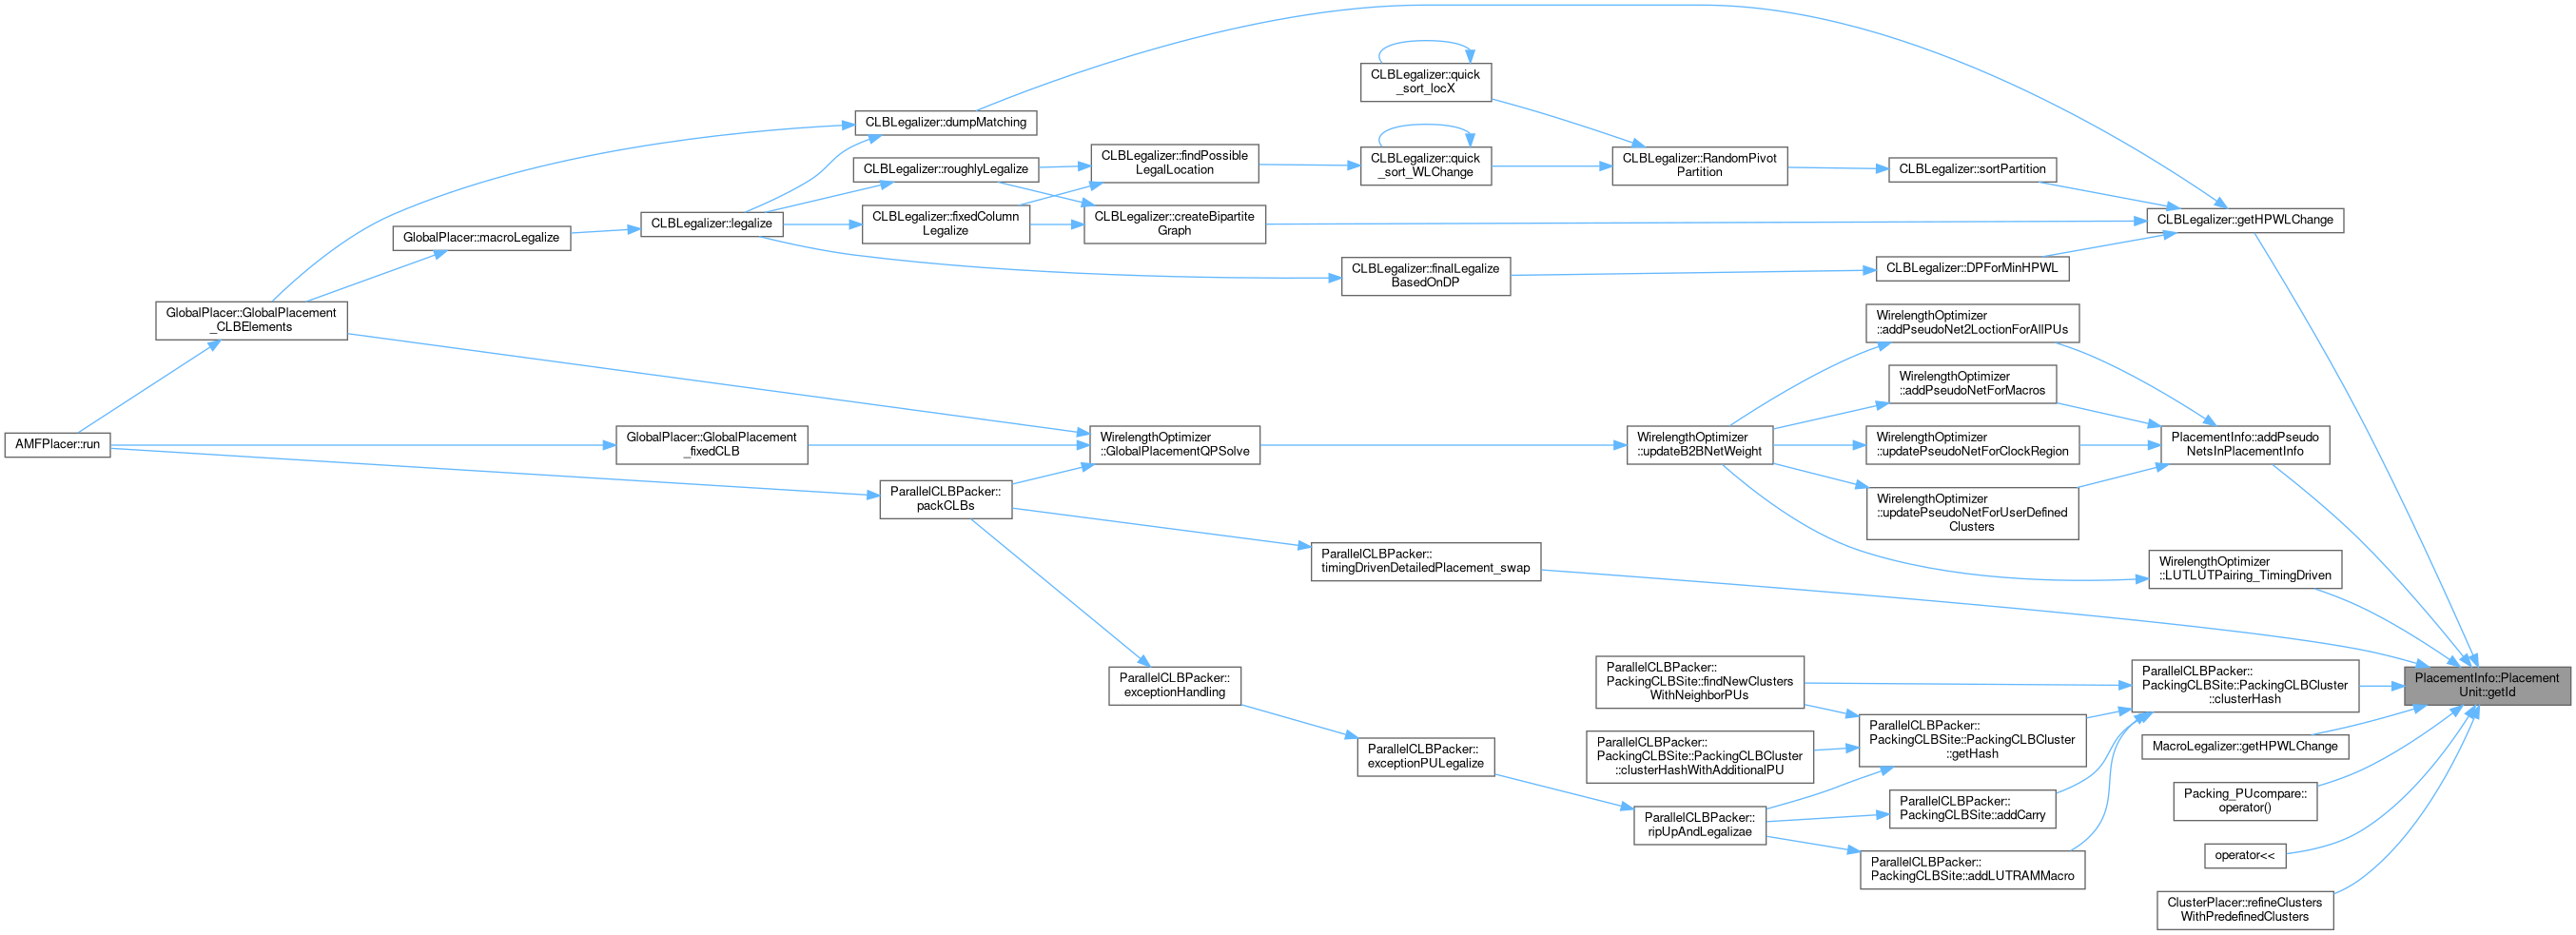 CLBLegalizer::quick
_sort_locX
CLBLegalizer::dumpMatching
CLBLegalizer::findPossible
LegalLocation
CLBLegalizer::quick
_sort_WLChange
CLBLegalizer::RandomPivot
Partition
CLBLegalizer::sortPartition
CLBLegalizer::roughlyLegalize
CLBLegalizer::legalize
CLBLegalizer::fixedColumn
Legalize
CLBLegalizer::createBipartite
Graph
CLBLegalizer::getHPWLChange
GlobalPlacer::macroLegalize
CLBLegalizer::finalLegalize
BasedOnDP
CLBLegalizer::DPForMinHPWL
GlobalPlacer::GlobalPlacement
_CLBElements
WirelengthOptimizer
::addPseudoNet2LoctionForAllPUs
WirelengthOptimizer
::addPseudoNetForMacros
AMFPlacer::run
GlobalPlacer::GlobalPlacement
_fixedCLB
WirelengthOptimizer
::GlobalPlacementQPSolve
WirelengthOptimizer
::updateB2BNetWeight
WirelengthOptimizer
::updatePseudoNetForClockRegion
PlacementInfo::addPseudo
NetsInPlacementInfo
ParallelCLBPacker::
packCLBs
WirelengthOptimizer
::updatePseudoNetForUserDefined
Clusters
ParallelCLBPacker::
timingDrivenDetailedPlacement_swap
WirelengthOptimizer
::LUTLUTPairing_TimingDriven
ParallelCLBPacker::
exceptionHandling
ParallelCLBPacker::
PackingCLBSite::findNewClusters
WithNeighborPUs
ParallelCLBPacker::
PackingCLBSite::PackingCLBCluster
::clusterHash
PlacementInfo::Placement
Unit::getId
ParallelCLBPacker::
exceptionPULegalize
ParallelCLBPacker::
PackingCLBSite::PackingCLBCluster
::clusterHashWithAdditionalPU
ParallelCLBPacker::
PackingCLBSite::PackingCLBCluster
::getHash
MacroLegalizer::getHPWLChange
ParallelCLBPacker::
ripUpAndLegalizae
ParallelCLBPacker::
PackingCLBSite::addCarry
Packing_PUcompare::
operator()
ParallelCLBPacker::
PackingCLBSite::addLUTRAMMacro
operator<<
ClusterPlacer::refineClusters
WithPredefinedClusters